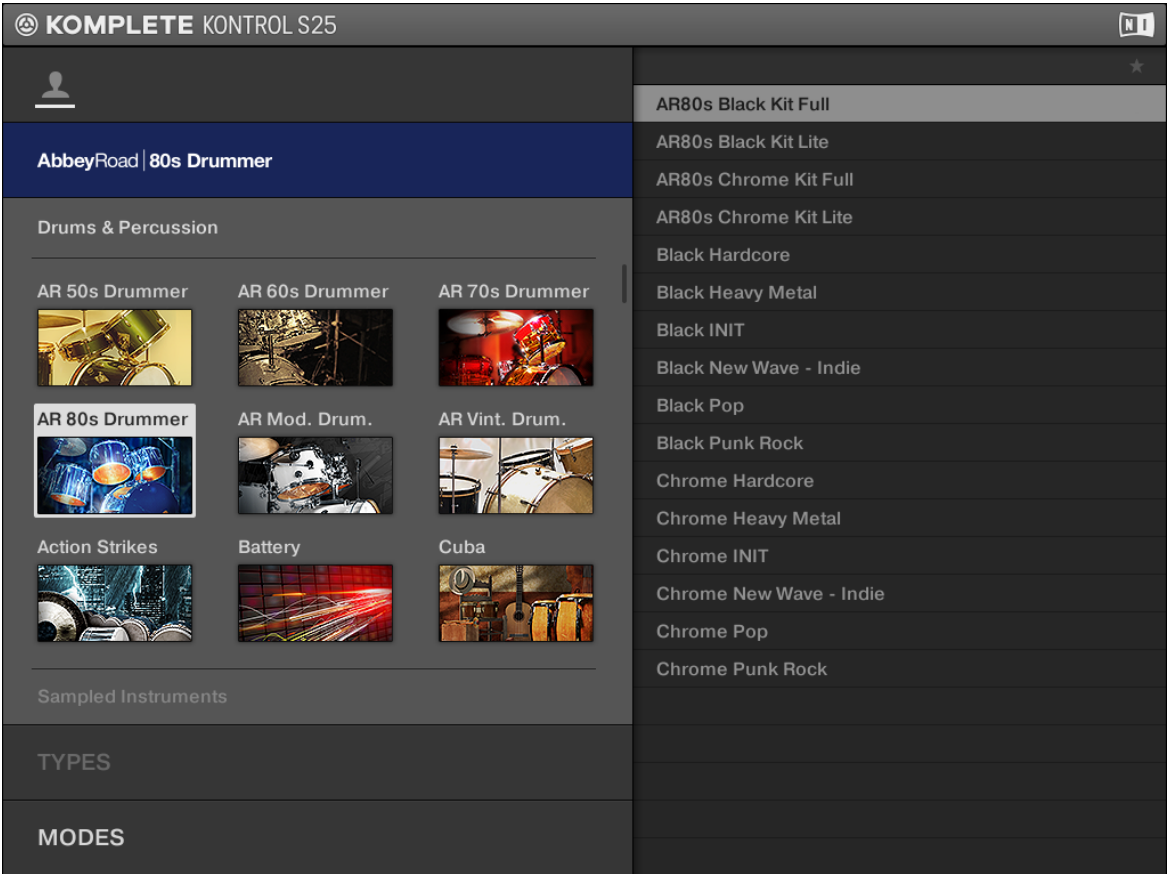 KOMPLETE KONTROL S25
NI
AbbeyRoad | 80s Drummer
Drums & Percussion
AR 50s Drummer
AR 60s Drummer
AR 70s Drummer
AR 80s Drummer
AR Mod. Drum.
AR Vint. Drum.
Action Strikes
Battery
Cuba
Sampled Instruments
TYPES
MODES
AR80s Black Kit Full
AR80s Black Kit Lite
AR80s Chrome Kit Full
AR80s Chrome Kit Lite
Black Hardcore
Black Heavy Metal
Black INIT
Black New Wave - Indie
Black Pop
Black Punk Rock
Chrome Hardcore
Chrome Heavy Metal
Chrome INIT
Chrome New Wave - Indie
Chrome Pop
Chrome Punk Rock